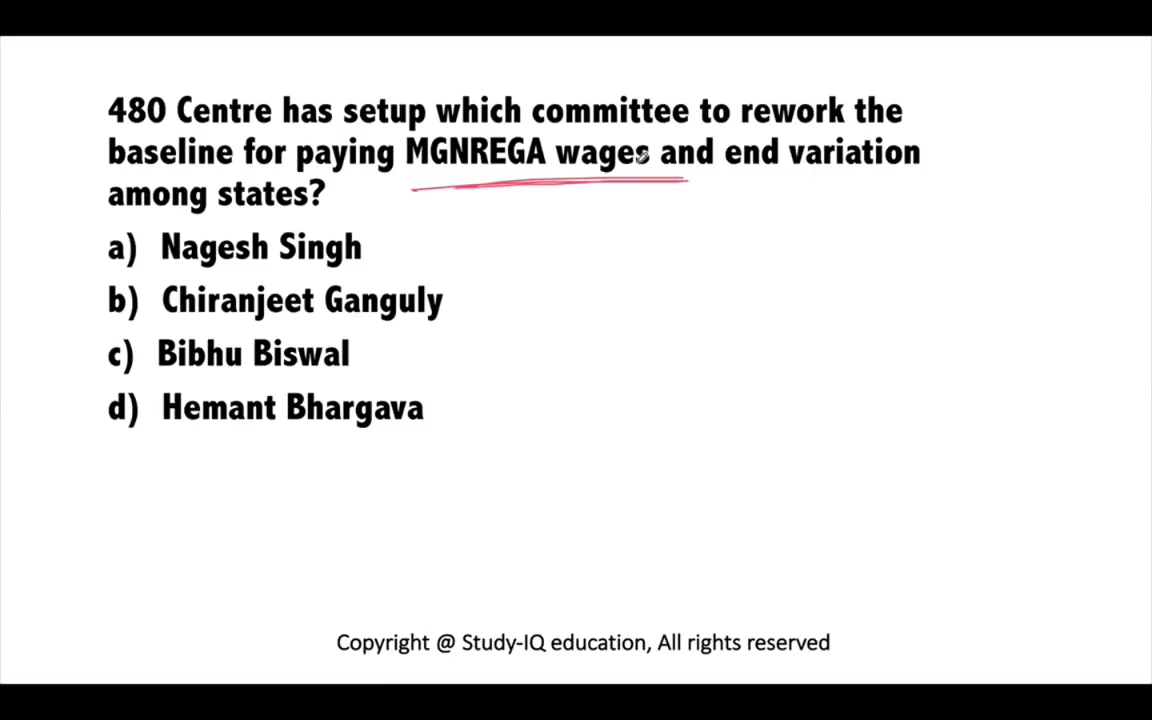 480 Centre has setup which committee to rework the
baseline for paying MGNREGA wages and end variation
among states?
a) Nagesh Singh
b) Chiranjeet Ganguly
c) Bibhu Biswal
d) Hemant Bhargava
Copyright @ Study-IQ education, All rights reserved